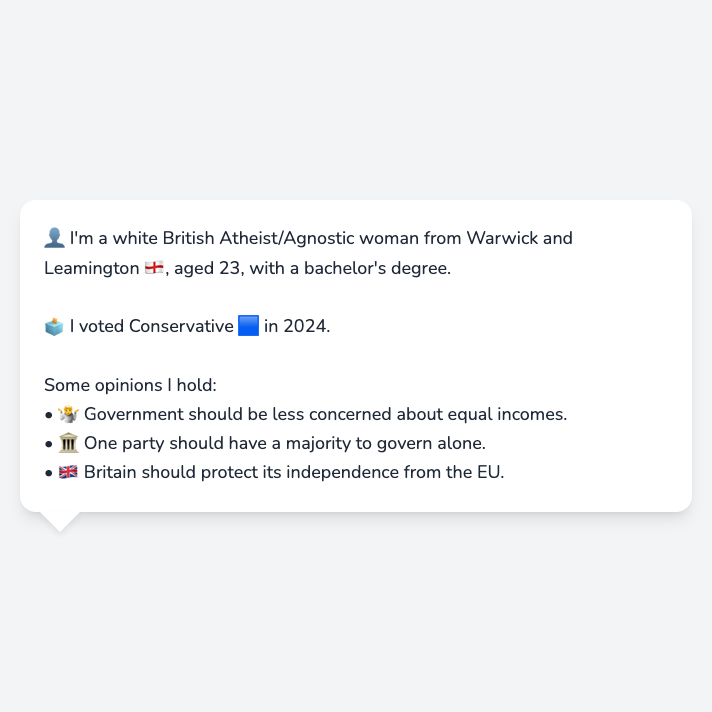 👤 I'm a white British Atheist/Agnostic woman from Warwick and
Leamington 🏴󠁧󠁢󠁥󠁮󠁧󠁿, aged 23, with a bachelor's degree.
🗳️ I voted Conservative 🟦 in 2024.
Some opinions I hold:
• 🤷 Government should be less concerned about equal incomes.
• 🏛️ One party should have a majority to govern alone.
• 🇬🇧 Britain should protect its independence from the EU.